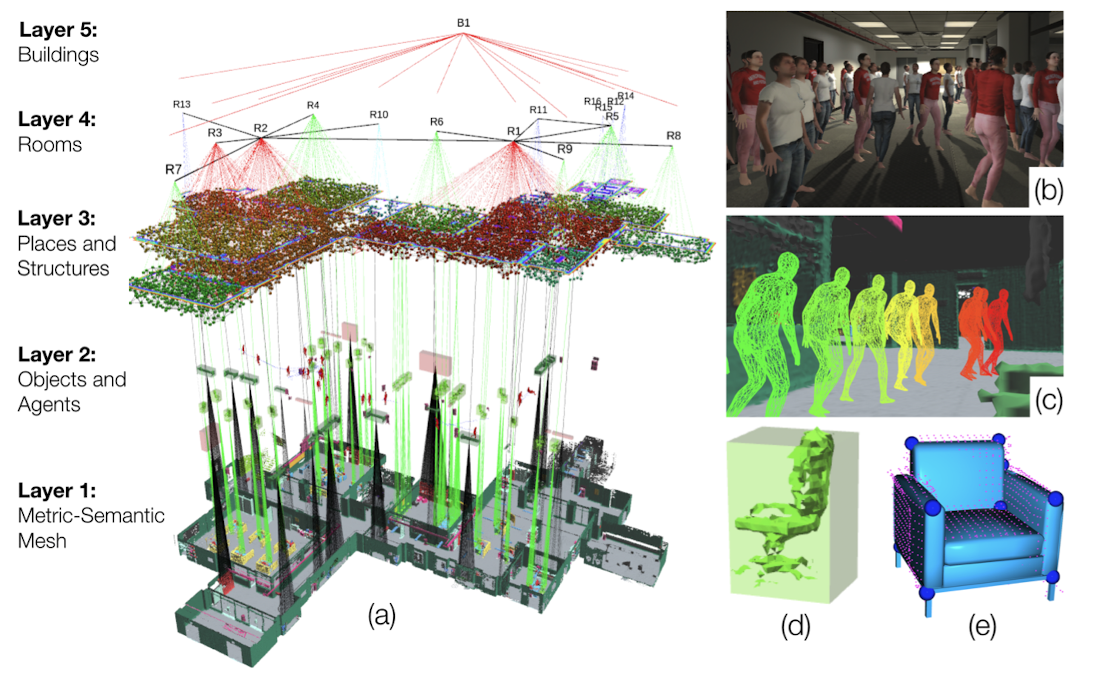 Layer 5:
Buildings
B1
Layer 4:
Rooms
R13
R3
R2
R4
R10
R6
R1
R11
R16
R15
R12
R14
R5
R9
R8
R7
Layer 3:
Places and
Structures
Layer 2:
Objects and
Agents
Layer 1:
Metric-Semantic
Mesh
(a)
(b)
(c)
(d)
(e)